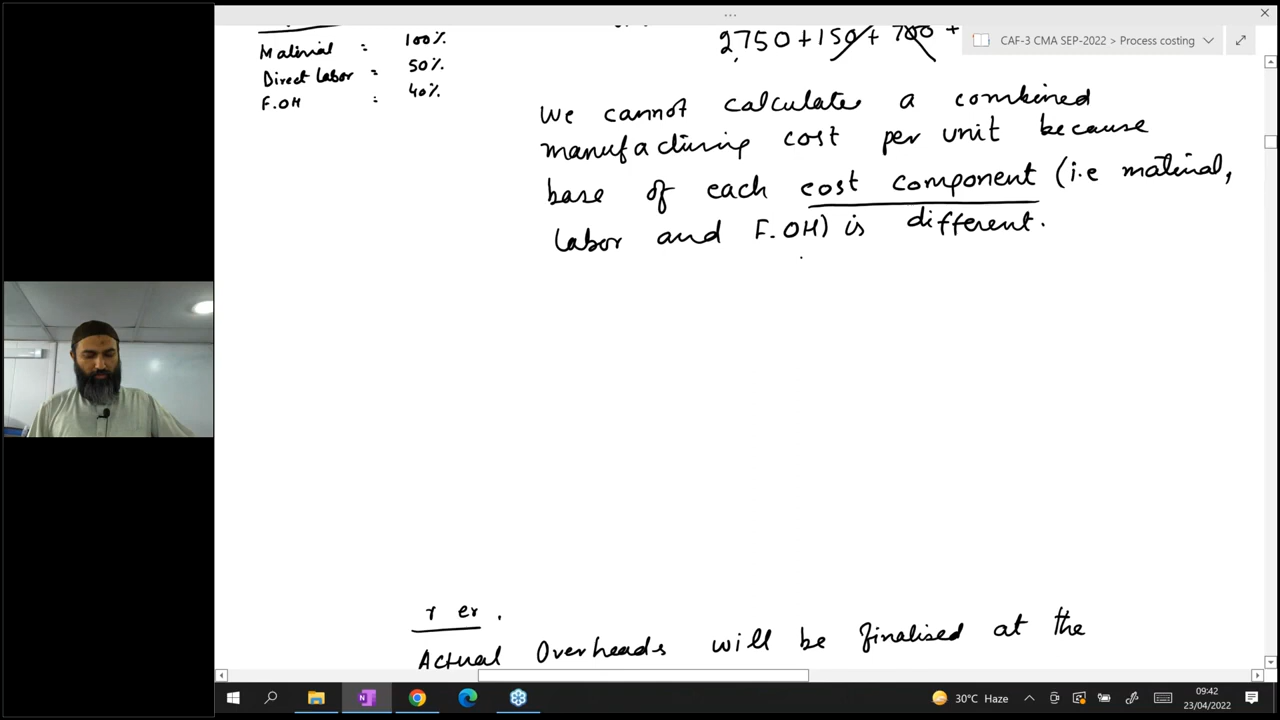 CAF-3 CMA SEP-2022 > Process costing
2750 + 150 + 700 +
Material : 100%.
Direct Labor = 50%.
F.OH : 40%.
We cannot calculate a combined
manufacturing cost per unit because
base of each cost component (i.e material,
labor and F.OH) is different.
Actual Overheads will be finalised at the
30°C Haze
09:42
23/04/2022